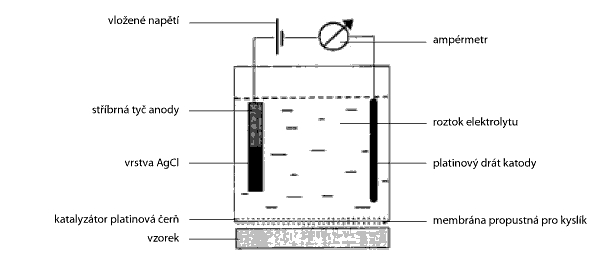 vložené napětí
ampérmetr
stříbrná tyč anody
roztok elektrolytu
vrstva AgCl
platinový drát katody
katalyzátor platinová čerň
membrána propustná pro kyslík
vzorek